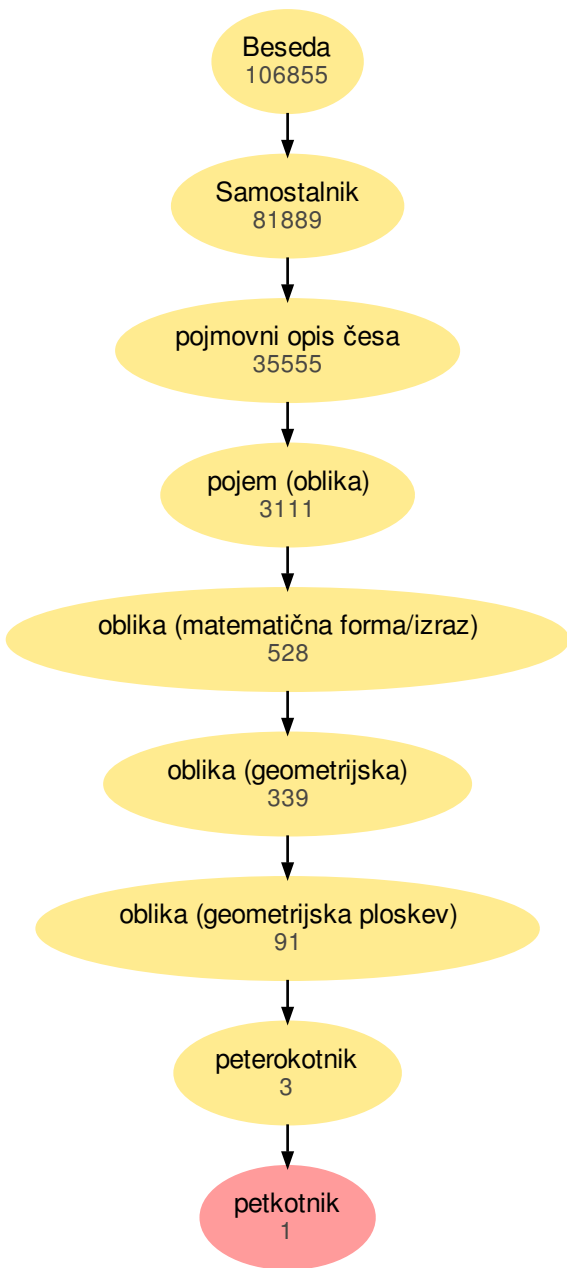 Beseda
106855
Samostalnik
81889
pojmovni opis česa
35555
pojem (oblika)
3111
oblika (matematična forma/izraz)
528
oblika (geometrijska)
339
oblika (geometrijska ploskev)
91
peterokotnik
3
petkotnik
1